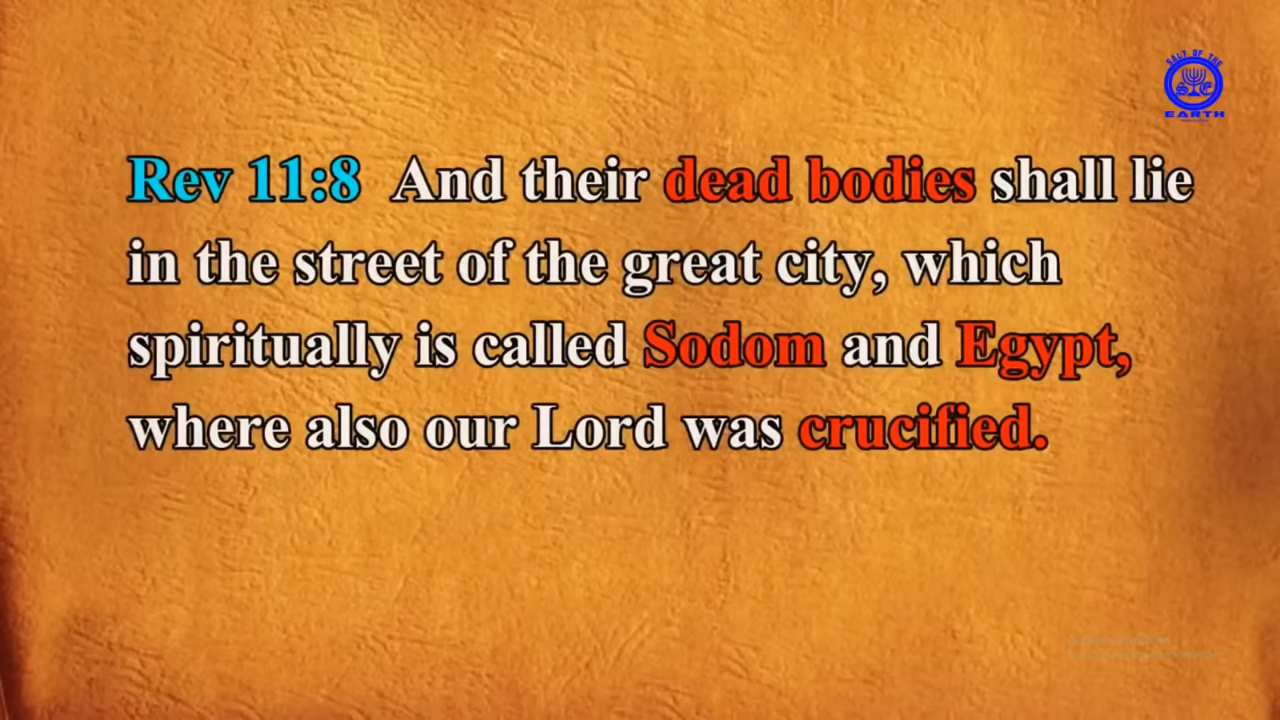 SALT OF THE
EARTH
Rev 11:8 And their dead bodies shall lie
in the street of the great city, which
spiritually is called Sodom and Egypt,
where also our Lord was crucified.